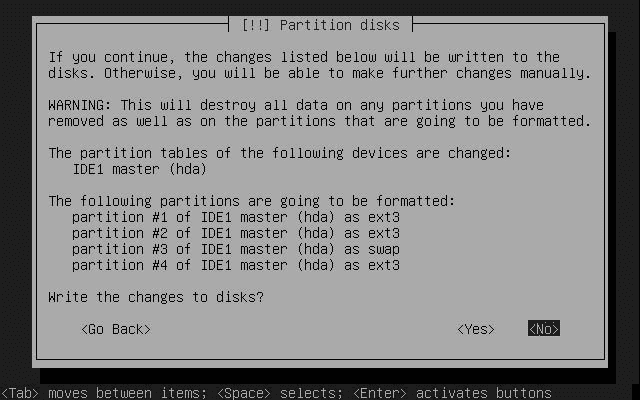 [!!] Partition disks
If you continue, the changes listed below will be written to the
disks. Otherwise, you will be able to make further changes manually.
WARNING: This will destroy all data on any partitions you have
removed as well as on the partitions that are going to be formatted.
The partition tables of the following devices are changed:
IDE1 master (hda)
The following partitions are going to be formatted:
partition #1 of IDE1 master (hda) as ext3
partition #2 of IDE1 master (hda) as ext3
partition #3 of IDE1 master (hda) as swap
partition #4 of IDE1 master (hda) as ext3
Write the changes to disks?
<Go Back> <Yes> <No>
<Tab> moves between items; <Space> selects; <Enter> activates buttons